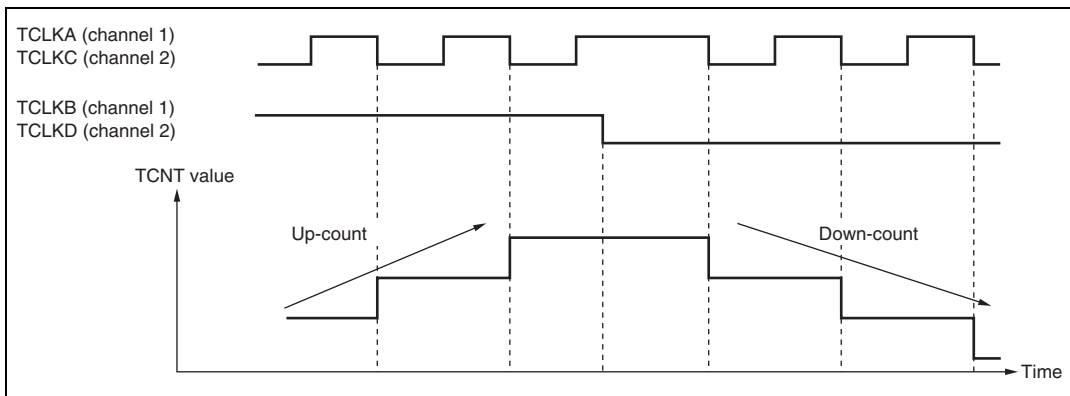 TCLKA (channel 1)
TCLKC (channel 2)
TCLKB (channel 1)
TCLKD (channel 2)
TCNT value
Up-count
Down-count
Time